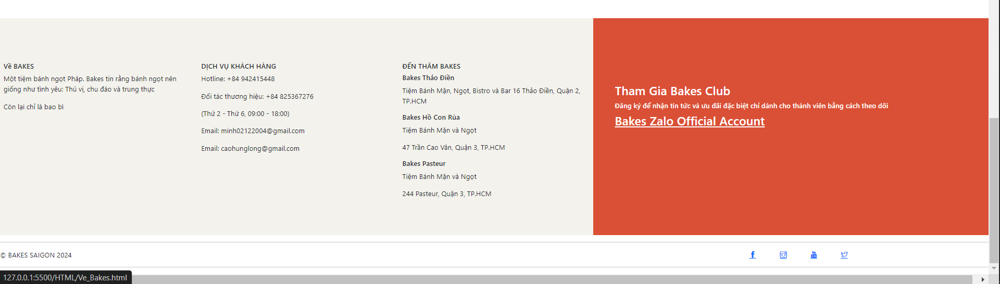 Về BAKES
Một tiệm bánh ngọt Pháp. Bakes tin rằng bánh ngọt nên
giống như tình yêu: Thú vị, chu đáo và trung thực
Còn lại chỉ là bao bì
DỊCH VỤ KHÁCH HÀNG
Hotline: +84 942415448
Đối tác thương hiệu: +84 825367276
(Thứ 2 - Thứ 6, 09:00 - 18:00)
Email: minh02122004@gmail.com
Email: caohunglong@gmail.com
ĐẾN THĂM BAKES
Bakes Thảo Điền
Tiệm Bánh Mặn, Ngọt, Bistro và Bar 16 Thảo Điền, Quận 2,
TP.HCM
Bakes Hồ Con Rùa
Tiệm Bánh Mặn và Ngọt
47 Trần Cao Vân, Quận 3, TP.HCM
Bakes Pasteur
Tiệm Bánh Mặn và Ngọt
244 Pasteur, Quận 3, TP.HCM
Tham Gia Bakes Club
Đăng ký để nhận tin tức và ưu đãi đặc biệt chỉ dành cho thành viên bằng cách theo dõi
Bakes Zalo Official Account
© BAKES SAIGON 2024
127.0.0.1:5500/HTML/Ve_Bakes.html